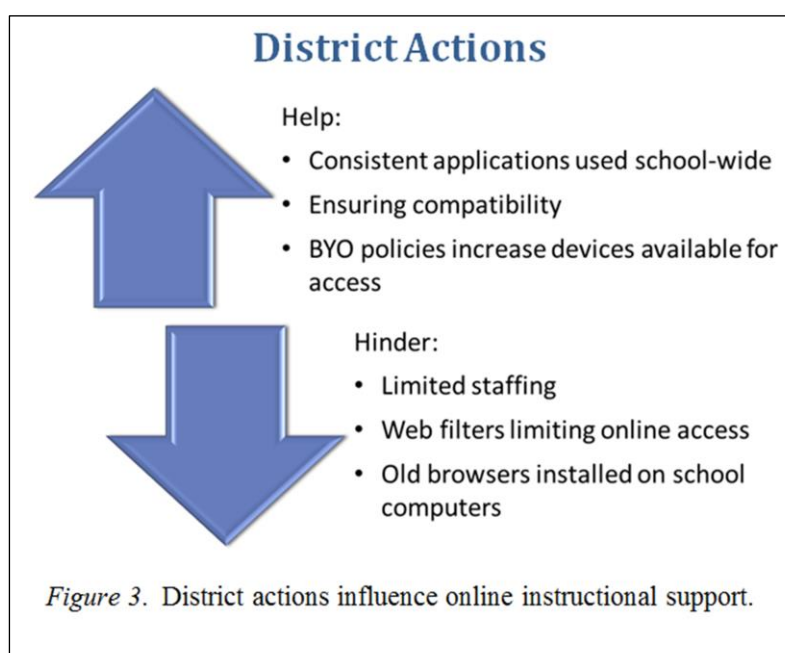 District Actions
Help:
• Consistent applications used school-wide
• Ensuring compatibility
• BYO policies increase devices available for
access
Hinder:
• Limited staffing
• Web filters limiting online access
• Old browsers installed on school
computers
Figure 3. District actions influence online instructional support.